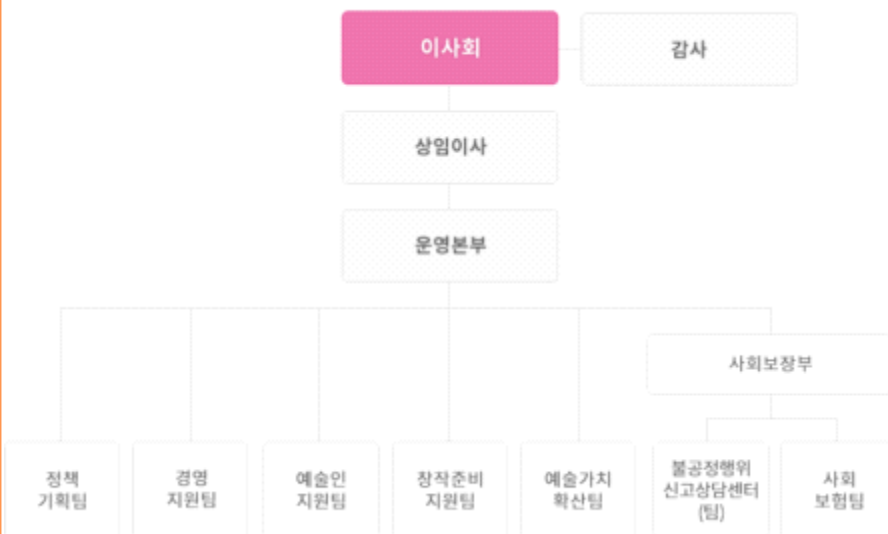 이사회
감사
상임이사
운영본부
사회보장부
정책
기획팀
경영
지원팀
예술인
지원팀
창작준비
지원팀
예술가치
확산팀
불공정행위
신고상담센터
(팀)
사회
보험팀